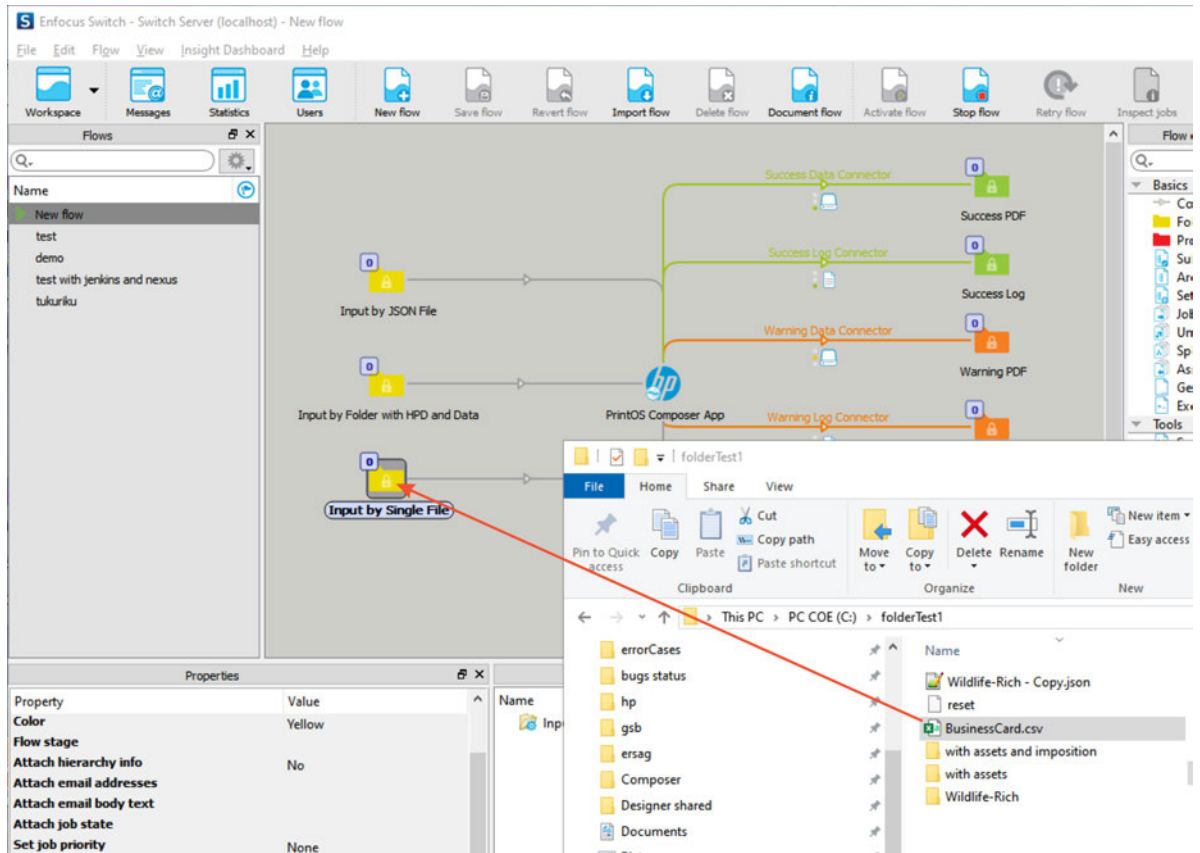 Enfocus Switch - Switch Server (localhost) - New flow
File Edit Flow View Insight Dashboard Help
Workspace Messages Statistics Users New flow Save flow Revert flow Import flow Delete flow Document flow Activate flow Stop flow Retry flow Inspect jobs
Flows
Name
New flow
test
demo
test with jenkins and nexus
tukuriku
0
Input by JSON File
0
Input by Folder with HPD and Data
0
Input by Single File
hp
PrintOS Composer App
Success Data Connector
0
Success PDF
Success Log Connector
0
Success Log
Warning Data Connector
0
Warning PDF
Warning Log Connector
0
Flow
Basics
Tools
Properties
Property Value
Color Yellow
Flow stage
Attach hierarchy info No
Attach email addresses
Attach email body text
Attach job state
Set job priority None
Name
folderTest1
File Home Share View
Pin to Quick access
Copy
Paste
Cut
Copy path
Paste shortcut
Clipboard
Move to
Copy to
Delete
Rename
Organize
New folder
New item
Easy access
New
This PC > PC COE (C:) > folderTest1
errorCases
bugs status
hp
gsb
ersag
Composer
Designer shared
Documents
Name
Wildlife-Rich - Copy.json
reset
BusinessCard.csv
with assets and imposition
with assets
Wildlife-Rich